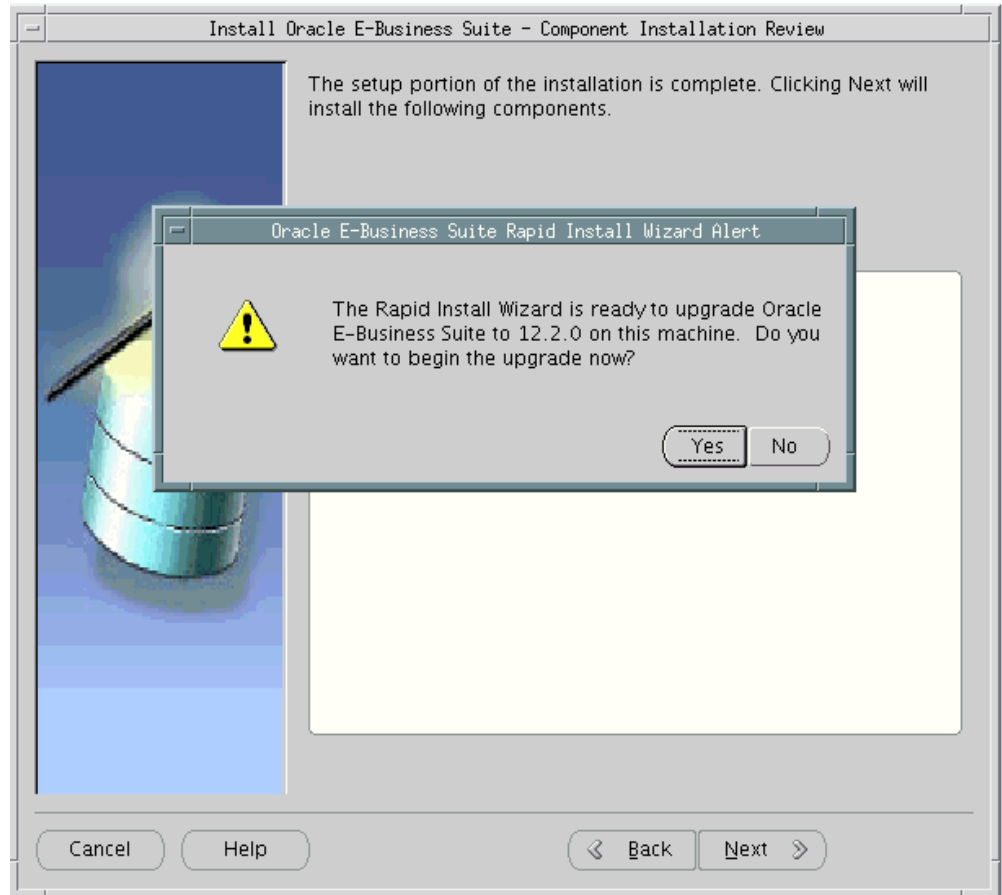 Install Oracle E-Business Suite - Component Installation Review
The setup portion of the installation is complete. Clicking Next will
install the following components.
Oracle E-Business Suite Rapid Install Wizard Alert
The Rapid Install Wizard is ready to upgrade Oracle
E-Business Suite to 12.2.0 on this machine. Do you
want to begin the upgrade now?
Yes No
Cancel Help Back Next